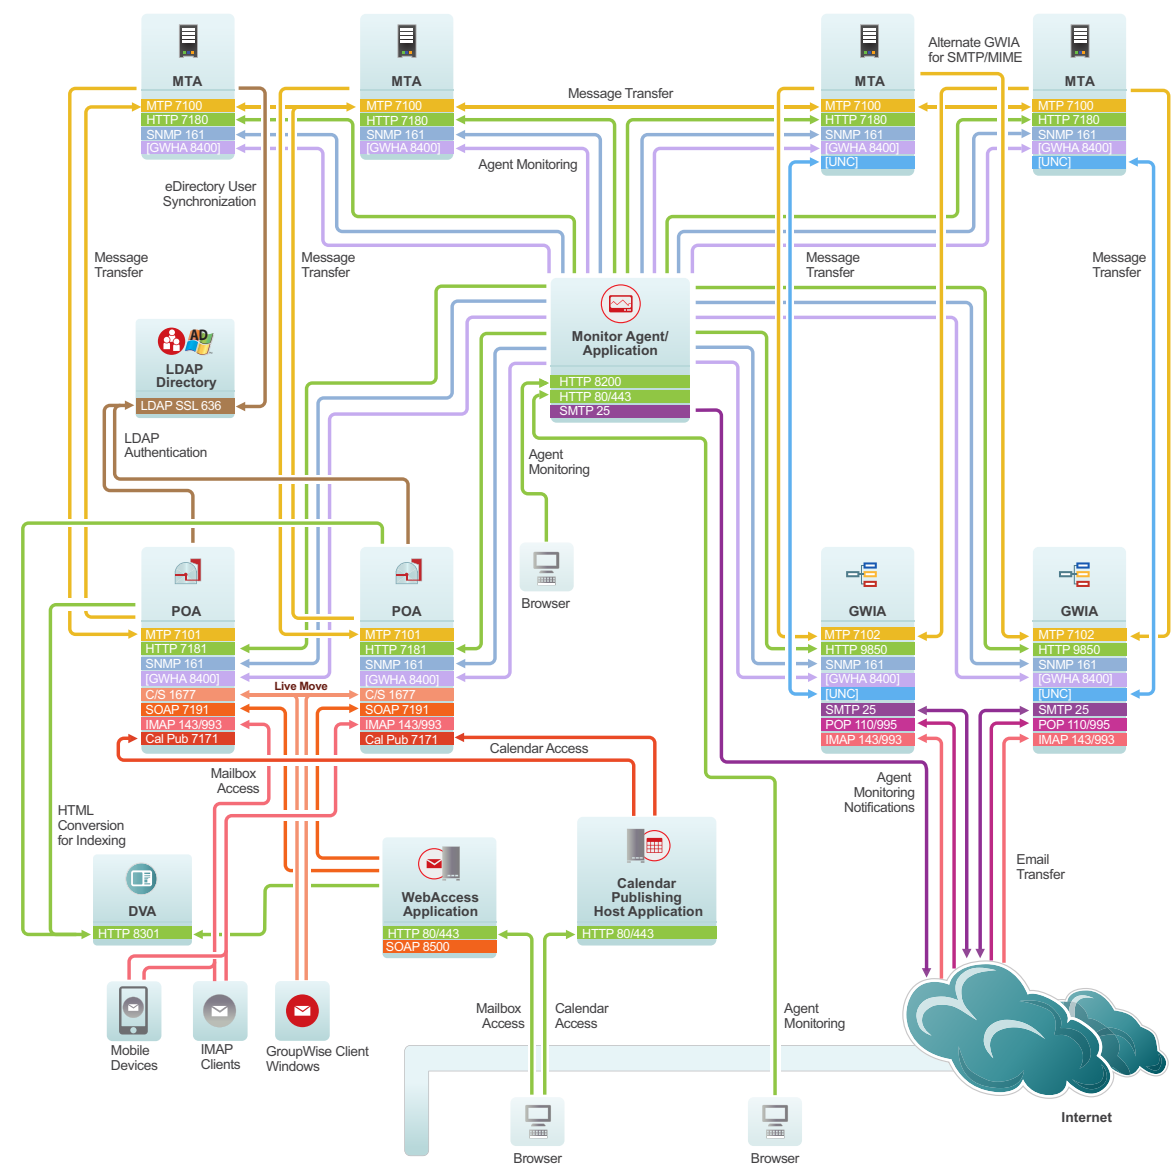 MTA
MTP 7100
HTTP 7180
SNMP 161
[GWHA 8400]
MTA
MTP 7100
HTTP 7180
SNMP 161
[GWHA 8400]
Message Transfer
Agent Monitoring
MTA
MTP 7100
HTTP 7180
SNMP 161
[GWHA 8400]
[UNC]
Alternate GWIA
for SMTP/MIME
MTA
MTP 7100
HTTP 7180
SNMP 161
[GWHA 8400]
[UNC]
eDirectory User
Synchronization
Message
Transfer
Message
Transfer
Message
Transfer
Message
Transfer
Monitor Agent/
Application
HTTP 8200
HTTP 80/443
SMTP 25
AD
LDAP
Directory
LDAP SSL 636
LDAP
Authentication
Agent
Monitoring
Browser
POA
MTP 7101
HTTP 7181
SNMP 161
[GWHA 8400]
C/S 1677
SOAP 7191
IMAP 143/993
Cal Pub 7171
Live Move
POA
MTP 7101
HTTP 7181
SNMP 161
[GWHA 8400]
C/S 1677
SOAP 7191
IMAP 143/993
Cal Pub 7171
GWIA
MTP 7102
HTTP 9850
SNMP 161
[GWHA 8400]
[UNC]
SMTP 25
POP 110/995
IMAP 143/993
GWIA
MTP 7102
HTTP 9850
SNMP 161
[GWHA 8400]
[UNC]
SMTP 25
POP 110/995
IMAP 143/993
Calendar Access
Mailbox
Access
Agent
Monitoring
Notifications
HTML
Conversion
for Indexing
Email
Transfer
DVA
HTTP 8301
WebAccess
Application
HTTP 80/443
SOAP 8500
Calendar
Publishing
Host Application
HTTP 80/443
Mailbox
Access
Calendar
Access
Agent
Monitoring
Mobile
Devices
IMAP
Clients
GroupWise Client
Windows
Internet
Browser
Browser